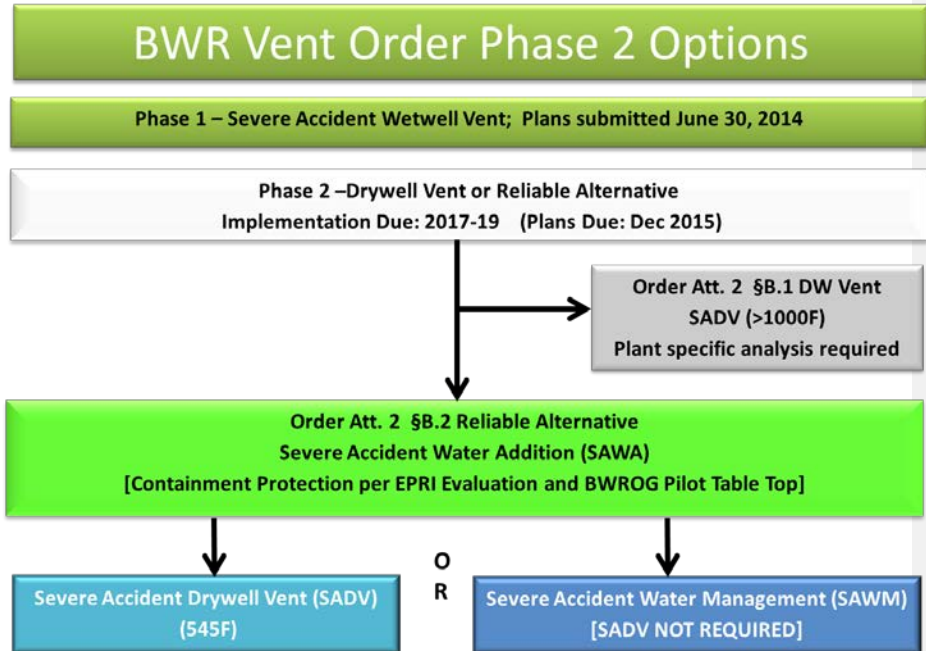 BWR Vent Order Phase 2 Options
Phase 1 – Severe Accident Wetwell Vent; Plans submitted June 30, 2014
Phase 2 –Drywell Vent or Reliable Alternative
Implementation Due: 2017-19 (Plans Due: Dec 2015)
Order Att. 2 §B.1 DW Vent
SADV (>1000F)
Plant specific analysis required
Order Att. 2 §B.2 Reliable Alternative
Severe Accident Water Addition (SAWA)
[Containment Protection per EPRI Evaluation and BWROG Pilot Table Top]
O
R
Severe Accident Drywell Vent (SADV)
(545F)
Severe Accident Water Management (SAWM)
[SADV NOT REQUIRED]